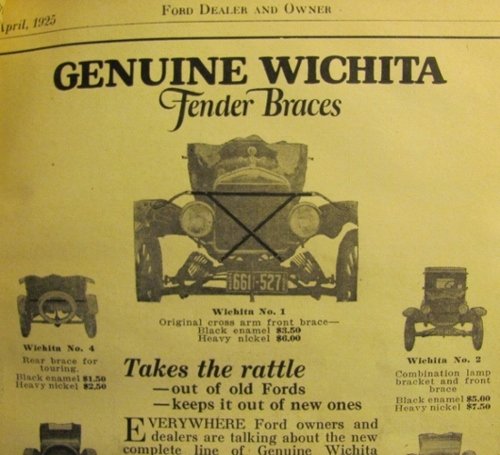 April, 1925
FORD DEALER AND OWNER
GENUINE WICHITA
Fender Braces
661-527
Wichita No. 1
Original cross arm front brace—
Black enamel $3.50
Heavy nickel $6.00
Wichita No. 4
Rear brace for
touring.
Black enamel $1.50
Heavy nickel $2.50
Wichita No. 2
Combination lamp
bracket and front
brace
Black enamel $5.00
Heavy nickel $7.50
Takes the rattle
—out of old Fords
—keeps it out of new ones
EVERYWHERE Ford owners and
dealers are talking about the new
complete line of Genuine Wichita